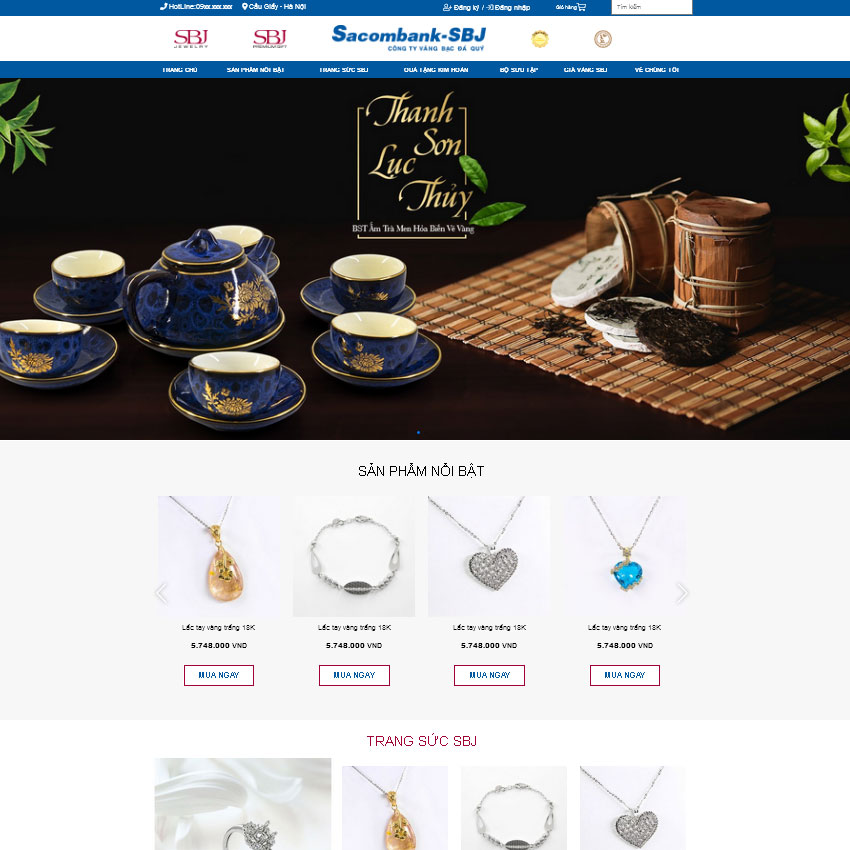 HotLine:09xx.xxx.xxx Cầu Giấy - Hà Nội Đăng ký / Đăng nhập Giỏ hàng Tìm kiếm
SBJ JEWELRY SBJ PREMIUM GIFT Sacombank-SBJ
CÔNG TY VÀNG BẠC ĐÁ QUÝ
TRANG CHỦ SẢN PHẨM NỔI BẬT TRANG SỨC SBJ QUÀ TẶNG KIM HOÀN BỘ SƯU TẬP GIÁ VÀNG SBJ VỀ CHÚNG TÔI
Thanh
Sơn
Lục
Thủy
BST Ấm Trà Men Hỏa Biến Vẽ Vàng
SẢN PHẨM NỔI BẬT
Lắc tay vàng trắng 18K Lắc tay vàng trắng 18K Lắc tay vàng trắng 18K Lắc tay vàng trắng 18K
5.748.000 VND 5.748.000 VND 5.748.000 VND 5.748.000 VND
MUA NGAY MUA NGAY MUA NGAY MUA NGAY
TRANG SỨC SBJ